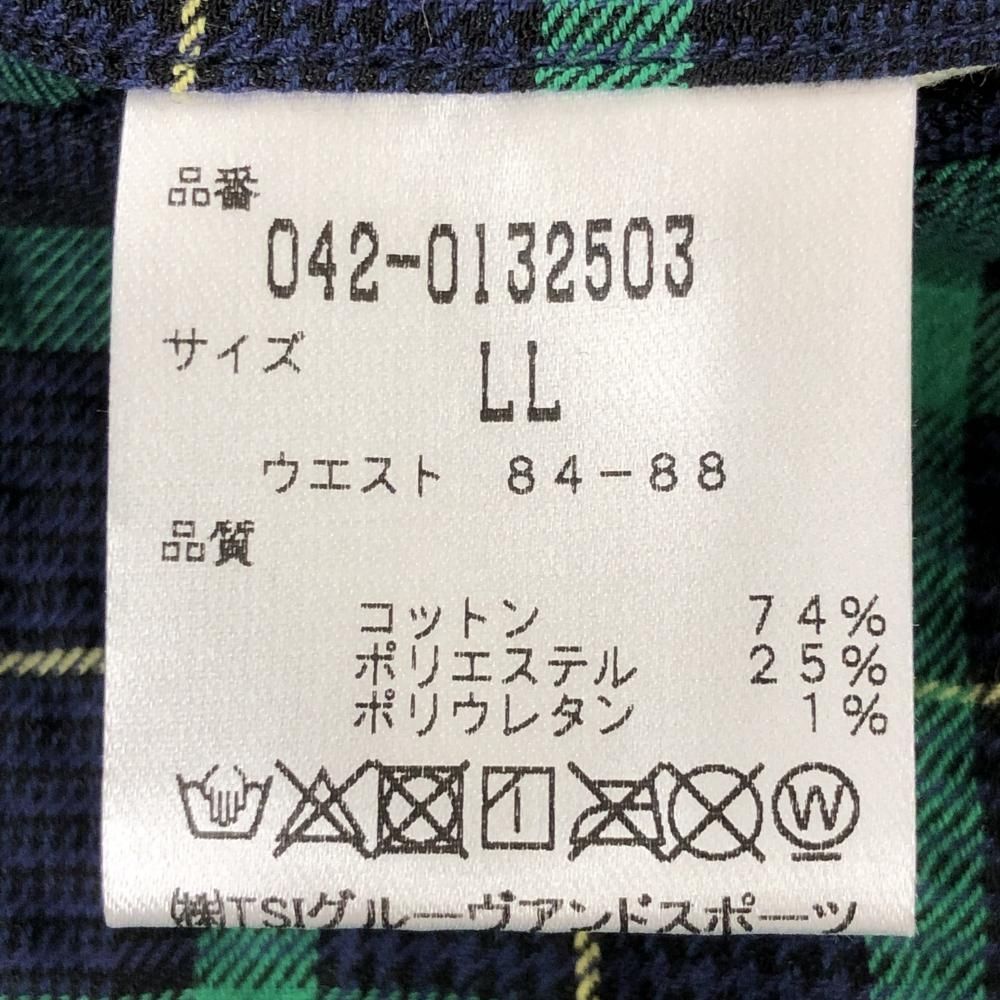 品番
042-0132503
サイズ
LL
ウエスト 84-88
品質
コットン 74%
ポリエステル 25%
ポリウレタン 1%
W
㈱TSIグルーヴアンドスポーツ